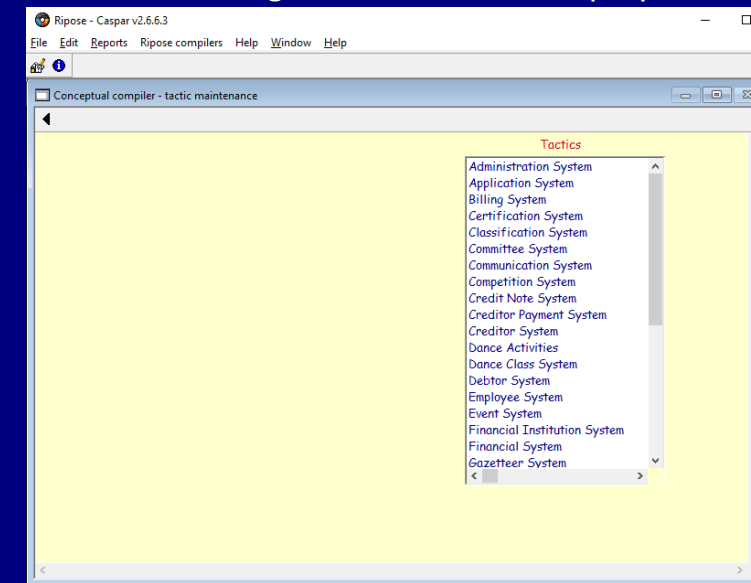 Ripose - Caspar v2.6.6.3
File Edit Reports Ripose compilers Help Window Help
Conceptual compiler - tactic maintenance
Tactics
Administration System
Application System
Billing System
Certification System
Classification System
Committee System
Communication System
Competition System
Credit Note System
Creditor Payment System
Creditor System
Dance Activities
Dance Class System
Debtor System
Employee System
Event System
Financial Institution System
Financial System
Gazetteer System